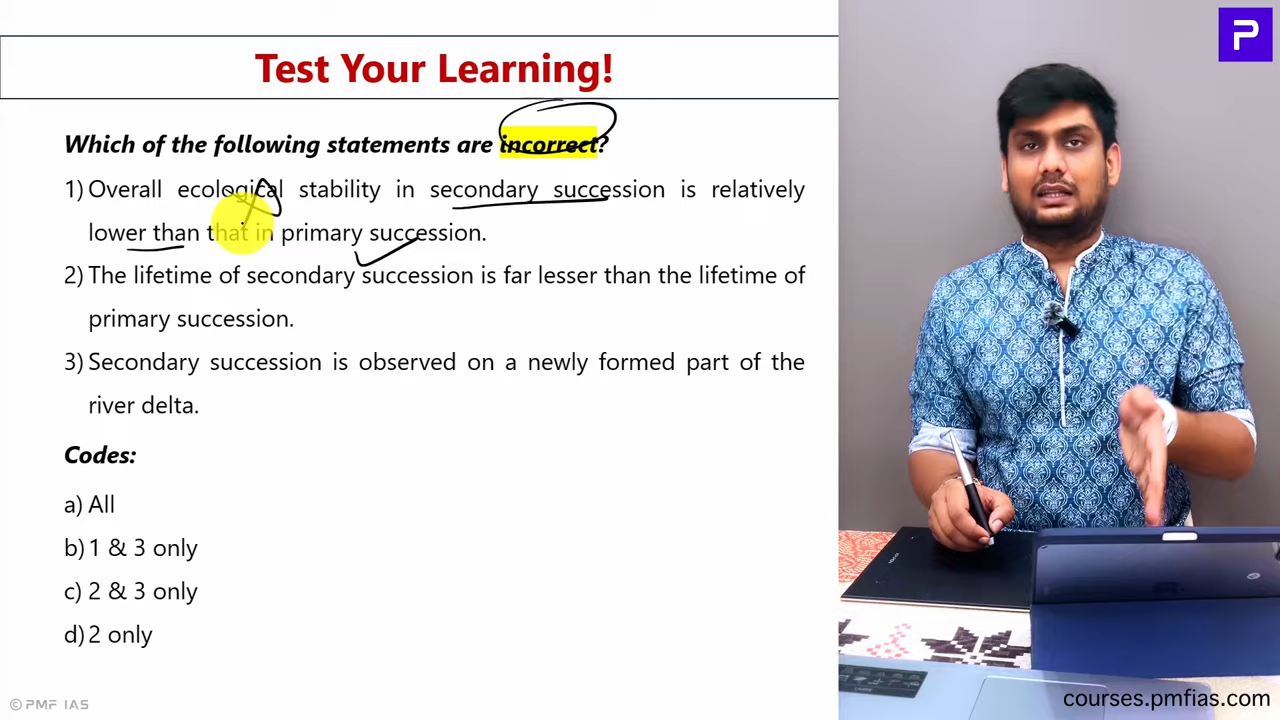 Test Your Learning!
Which of the following statements are incorrect?
1) Overall ecological stability in secondary succession is relatively
lower than that in primary succession.
2) The lifetime of secondary succession is far lesser than the lifetime of
primary succession.
3) Secondary succession is observed on a newly formed part of the
river delta.
Codes:
a) All
b) 1 & 3 only
c) 2 & 3 only
d) 2 only
© PMF IAS
P
courses.pmfias.com